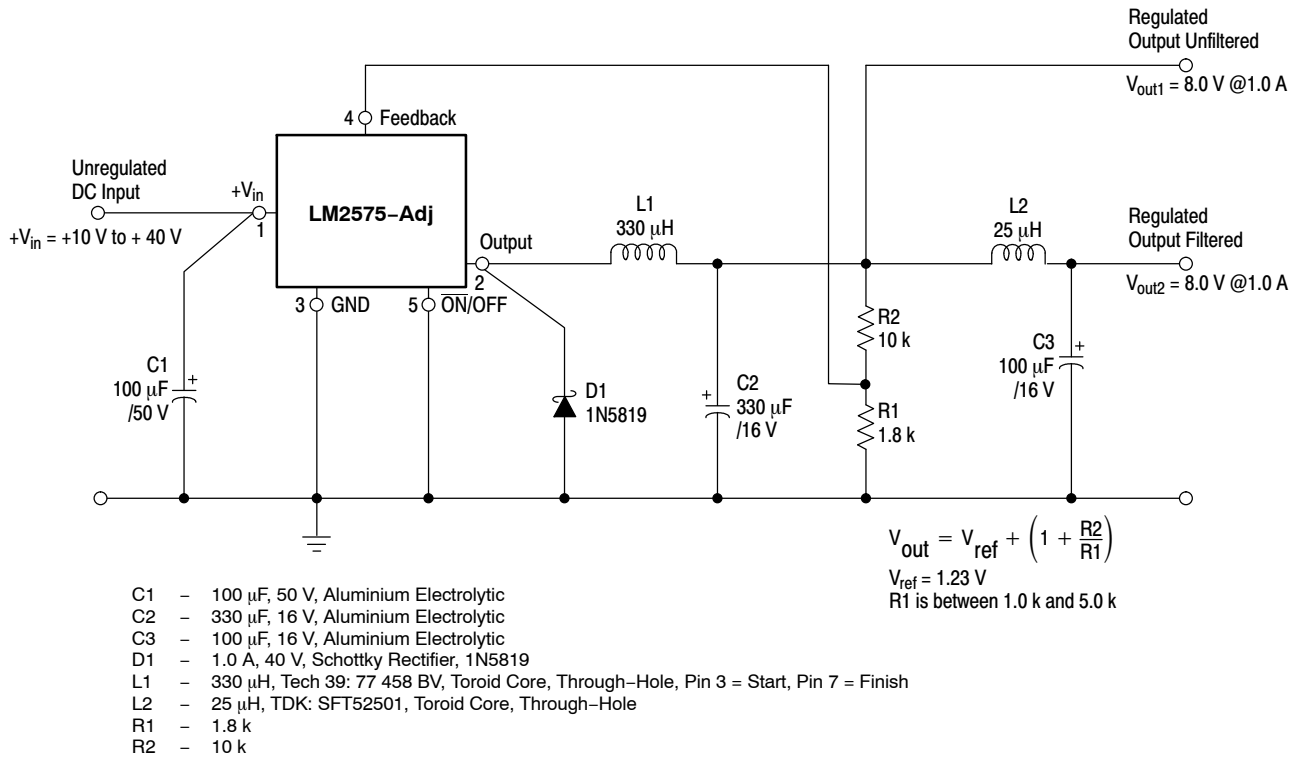 Regulated
Output Unfiltered
Vout1 = 8.0 V @1.0 A
4 Feedback
Unregulated
DC Input
+Vin
1
LM2575−Adj
+Vin = +10 V to + 40 V
Output
2
3 GND
5 ON/OFF
L1
330 μH
L2
25 μH
Regulated
Output Filtered
Vout2 = 8.0 V @1.0 A
C1
100 μF
/50 V
+
D1
1N5819
+
C2
330 μF
/16 V
R2
10 k
R1
1.8 k
C3
100 μF
/16 V
+
Vout = Vref + (1 + R2/R1)
Vref = 1.23 V
R1 is between 1.0 k and 5.0 k
C1 – 100 μF, 50 V, Aluminium Electrolytic
C2 – 330 μF, 16 V, Aluminium Electrolytic
C3 – 100 μF, 16 V, Aluminium Electrolytic
D1 – 1.0 A, 40 V, Schottky Rectifier, 1N5819
L1 – 330 μH, Tech 39: 77 458 BV, Toroid Core, Through−Hole, Pin 3 = Start, Pin 7 = Finish
L2 – 25 μH, TDK: SFT52501, Toroid Core, Through−Hole
R1 – 1.8 k
R2 – 10 k